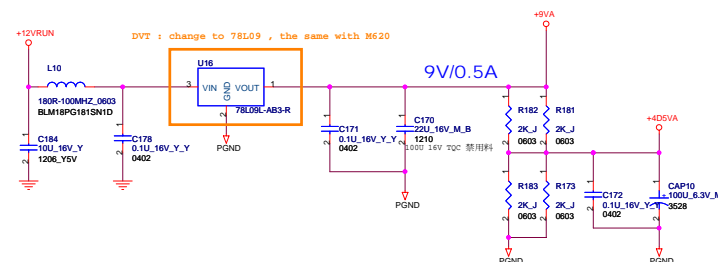 +9VA
+12VRUN
DVT : change to 78L09 , the same with M620
L10
U16
9V/0.5A
3
VIN
GND
VOUT
1
180R-100MHZ_0603
BLM18PG181SN1D
2
78L09L-AB3-R
R182
2K_J
0603
R181
2K_J
0603
+4D5VA
C184
10U_16V_Y
1206_Y5V
C178
0.1U_16V_Y_Y
0402
PGND
C171
0.1U_16V_Y_Y
0402
C170
22U_16V_M_B
1210
100U 16V TQC 禁用料
R183
2K_J
0603
R173
2K_J
0603
C172
0.1U_16V_Y_Y
0402
CAP10
100U_6.3V_M
3528
PGND
PGND
PGND